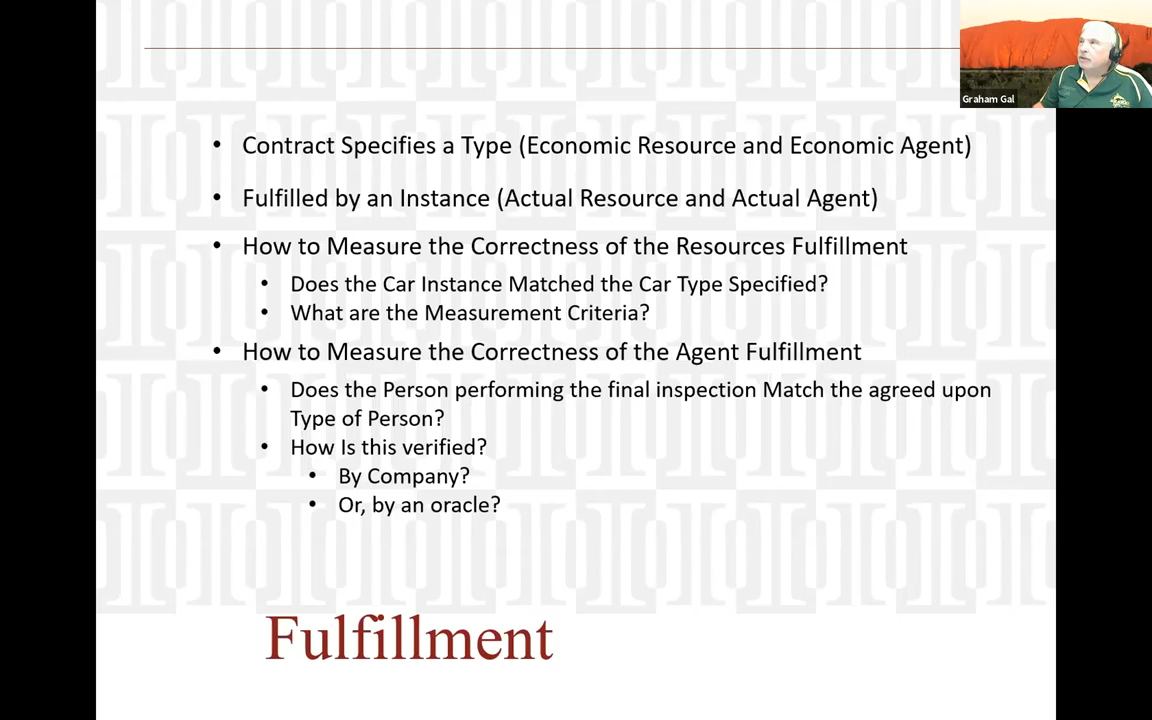 Graham Gal
Contract Specifies a Type (Economic Resource and Economic Agent)
Fulfilled by an Instance (Actual Resource and Actual Agent)
How to Measure the Correctness of the Resources Fulfillment
Does the Car Instance Matched the Car Type Specified?
What are the Measurement Criteria?
How to Measure the Correctness of the Agent Fulfillment
Does the Person performing the final inspection Match the agreed upon
Type of Person?
How Is this verified?
By Company?
Or, by an oracle?
Fulfillment